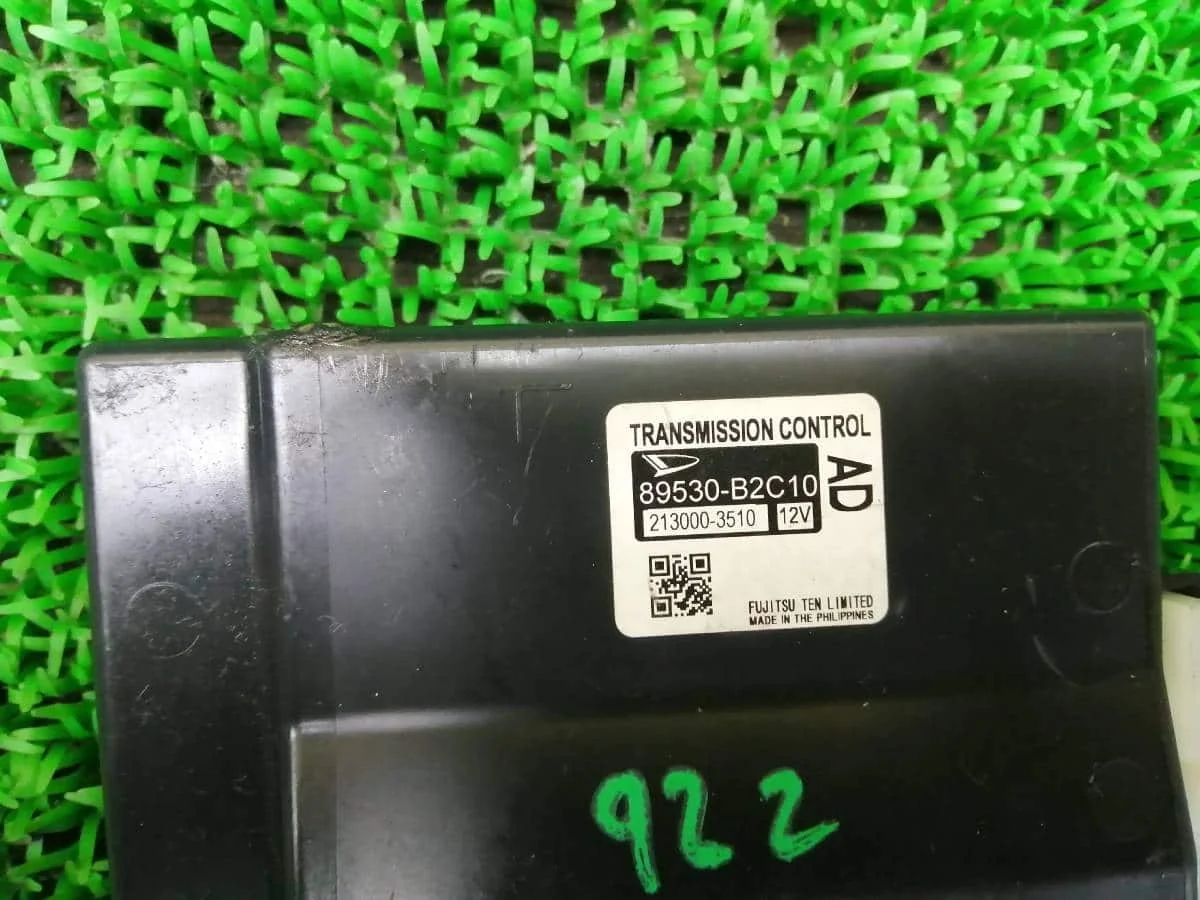 TRANSMISSION CONTROL
AD
89530-B2C10
213000-3510 12V
FUJITSU TEN LIMITED
MADE IN THE PHILIPPINES
922